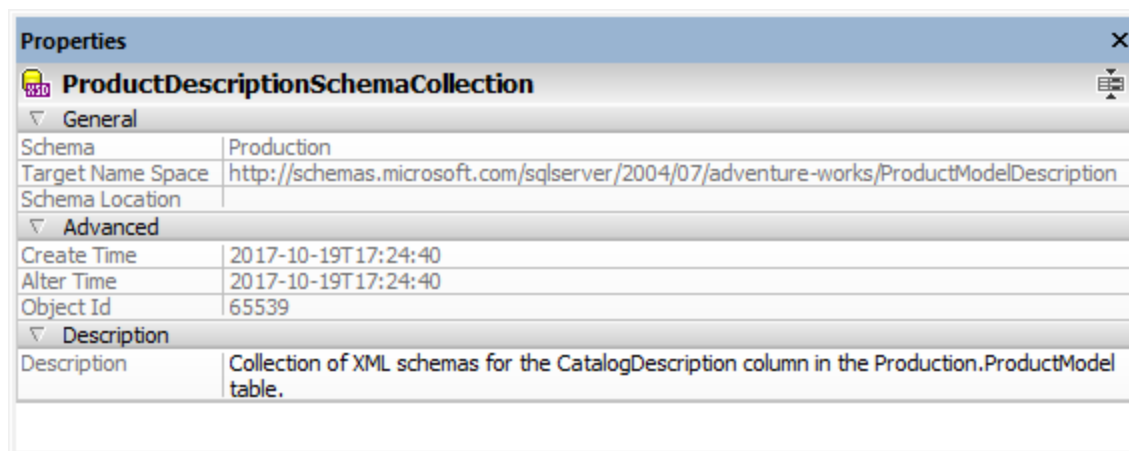 Properties
XSD ProductDescriptionSchemaCollection
General
Schema Production
Target Name Space http://schemas.microsoft.com/sqlserver/2004/07/adventure-works/ProductModelDescription
Schema Location
Advanced
Create Time 2017-10-19T17:24:40
Alter Time 2017-10-19T17:24:40
Object Id 65539
Description
Description Collection of XML schemas for the CatalogDescription column in the Production.ProductModel
table.